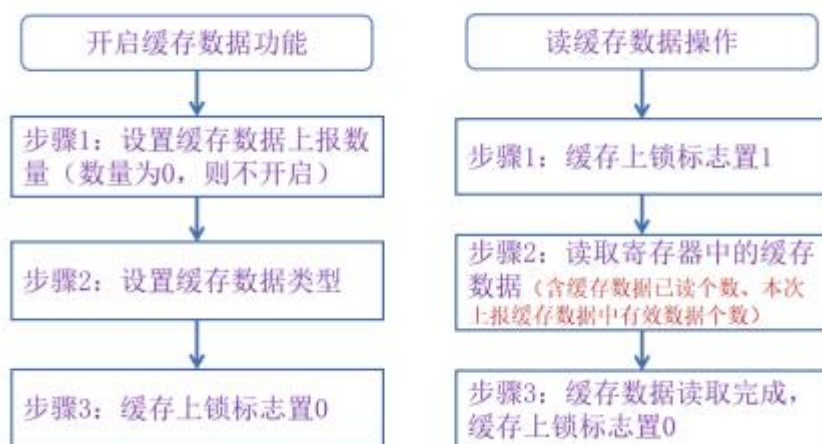 开启缓存数据功能
步骤1：设置缓存数据上报数
量（数量为0，则不开启）
步骤2：设置缓存数据类型
步骤3：缓存上锁标志置0
读缓存数据操作
步骤1：缓存上锁标志置1
步骤2：读取寄存器中的缓存
数据（含缓存数据已读个数、本次
上报缓存数据中有效数据个数）
步骤3：缓存数据读取完成，
缓存上锁标志置0